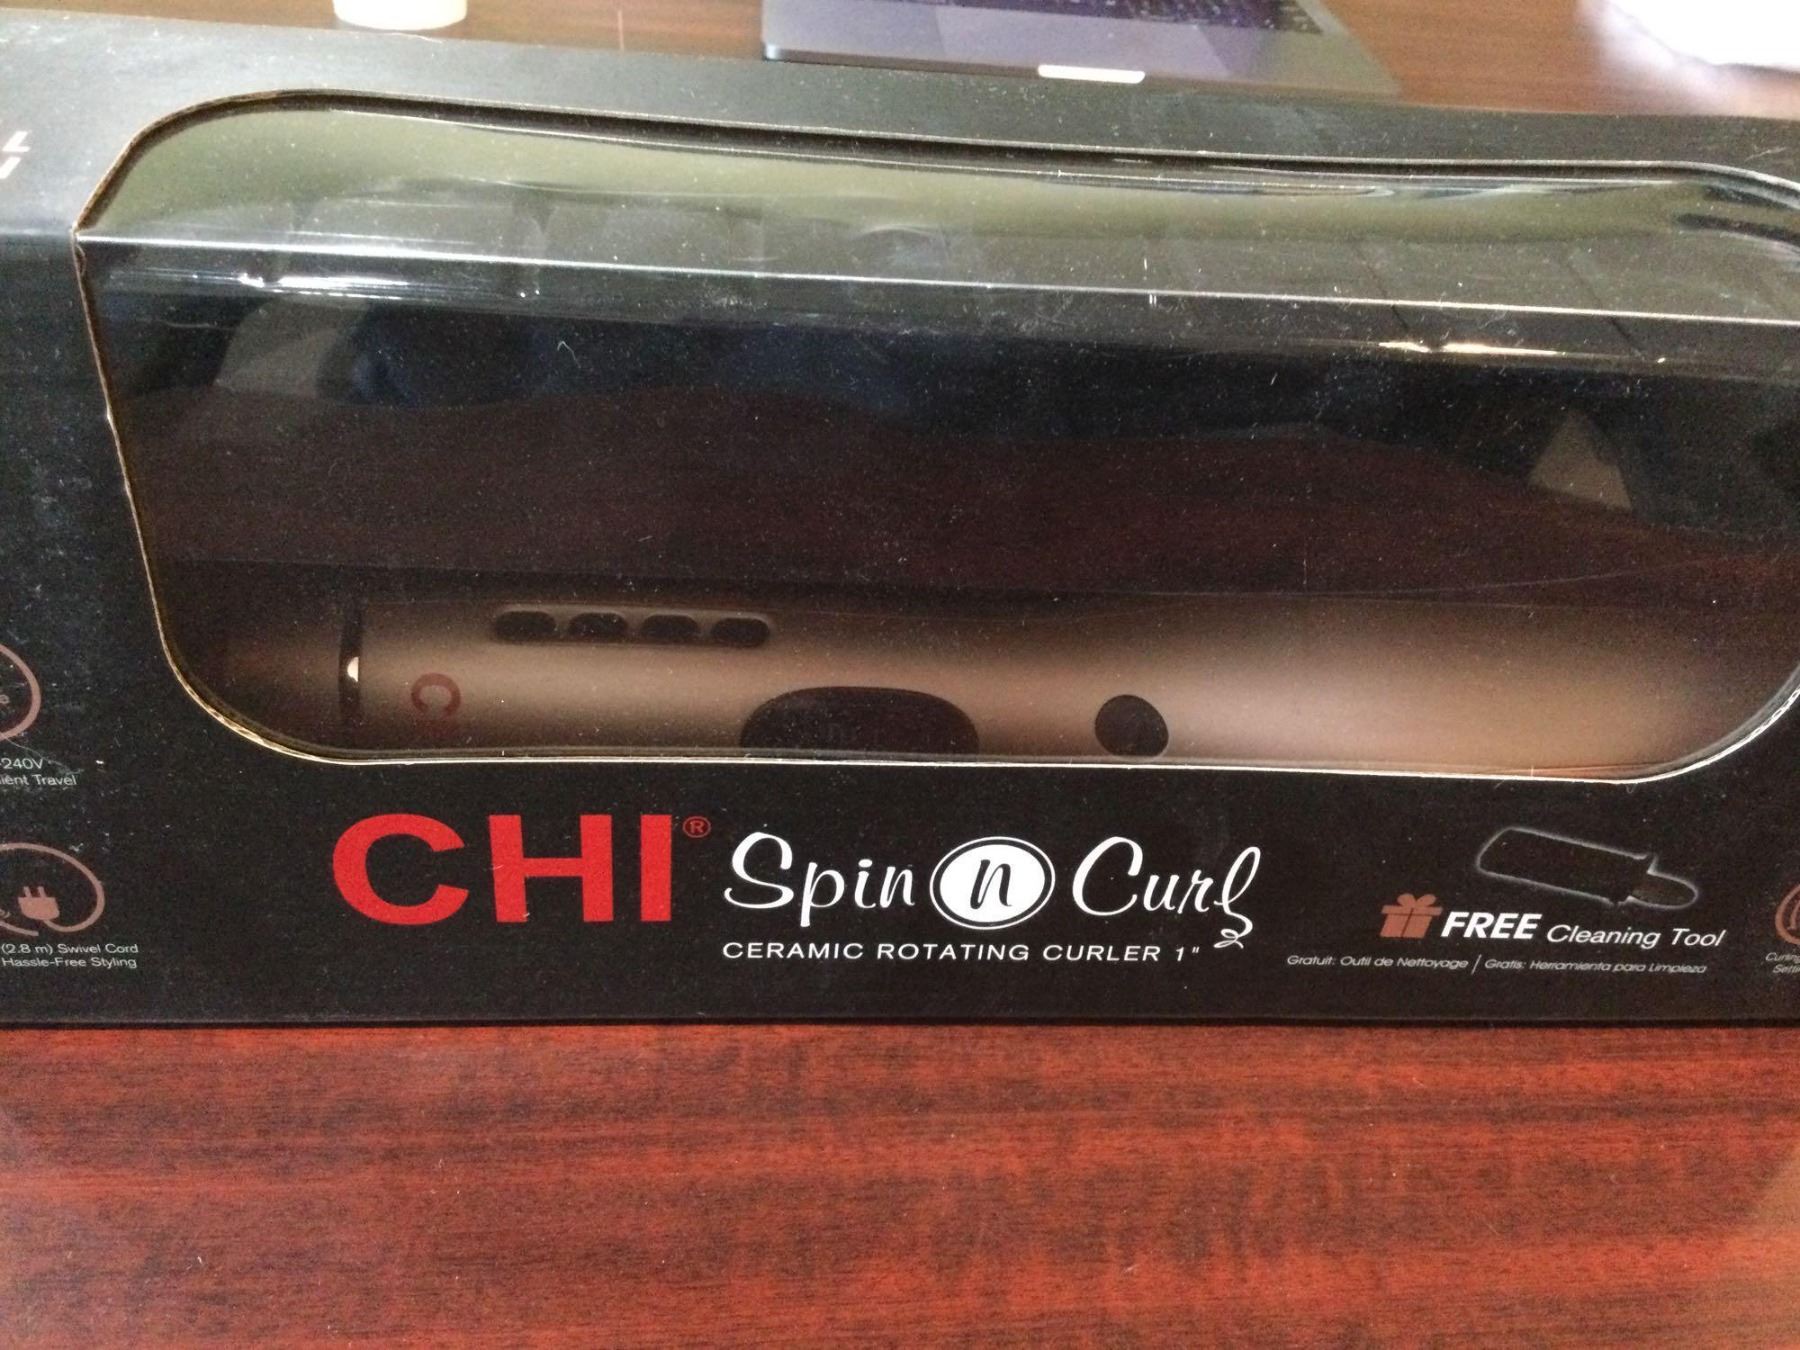 CHI® Spin n Curl
CERAMIC ROTATING CURLER 1"
FREE Cleaning Tool
Gratuit: Outil de Nettoyage / Gratis: Herramienta para Limpieza
240V
Travel
(2.8 m) Swivel Cord
Hassle-Free Styling
C